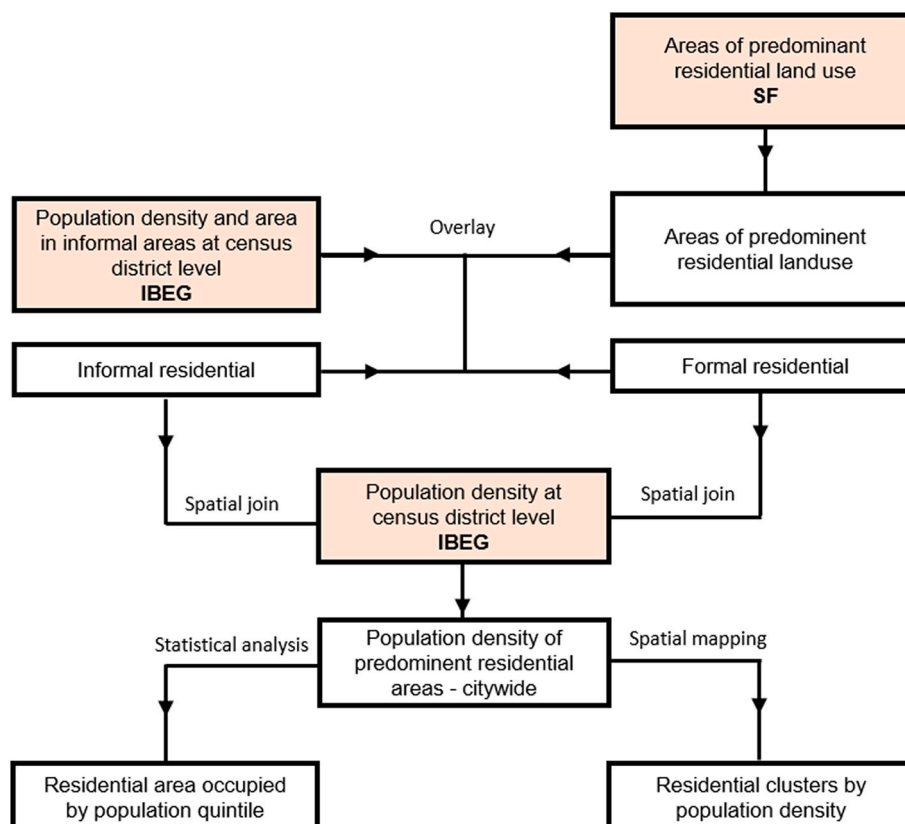 Areas of predominant
residential land use
SF
Population density and area
in informal areas at census
district level
IBEG
Overlay
Areas of predominent
residential landuse
Informal residential
Formal residential
Spatial join
Population density at
census district level
IBEG
Spatial join
Statistical analysis
Population density of
predominent residential
areas - citywide
Spatial mapping
Residential area occupied
by population quintile
Residential clusters by
population density